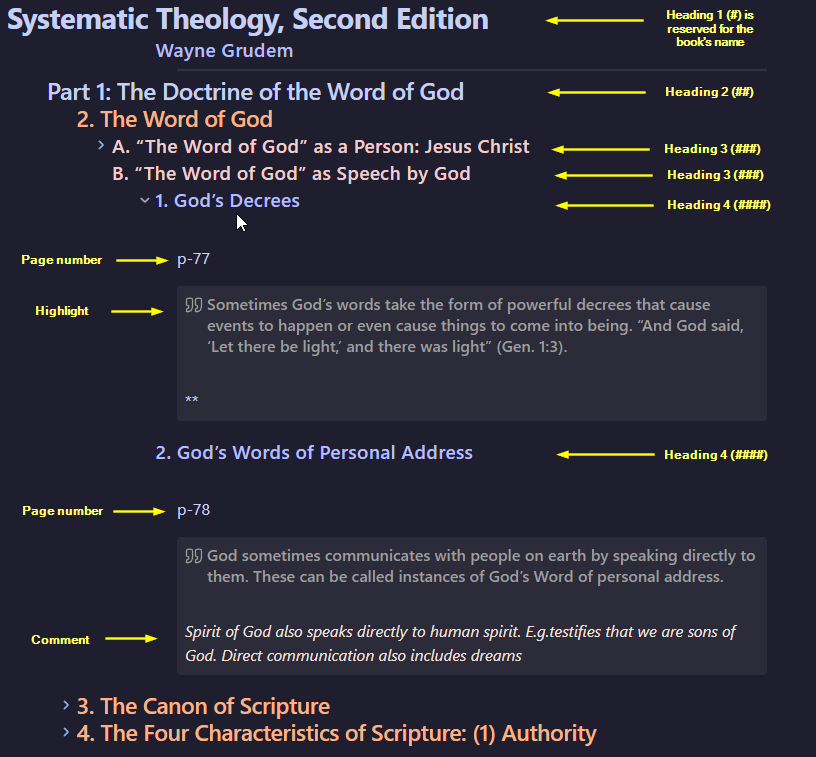 Systematic Theology, Second Edition
Heading 1 (#) is
reserved for the
book's name
Wayne Grudem
Part 1: The Doctrine of the Word of God
Heading 2 (##)
2. The Word of God
A. “The Word of God” as a Person: Jesus Christ
Heading 3 (###)
B. “The Word of God” as Speech by God
Heading 3 (###)
1. God’s Decrees
Heading 4 (####)
Page number
p-77
Highlight
Sometimes God’s words take the form of powerful decrees that cause
events to happen or even cause things to come into being. “And God said,
‘Let there be light,’ and there was light” (Gen. 1:3).
**
2. God’s Words of Personal Address
Heading 4 (####)
Page number
p-78
God sometimes communicates with people on earth by speaking directly to
them. These can be called instances of God’s Word of personal address.
Comment
Spirit of God also speaks directly to human spirit. E.g.testifies that we are sons of
God. Direct communication also includes dreams
3. The Canon of Scripture
4. The Four Characteristics of Scripture: (1) Authority